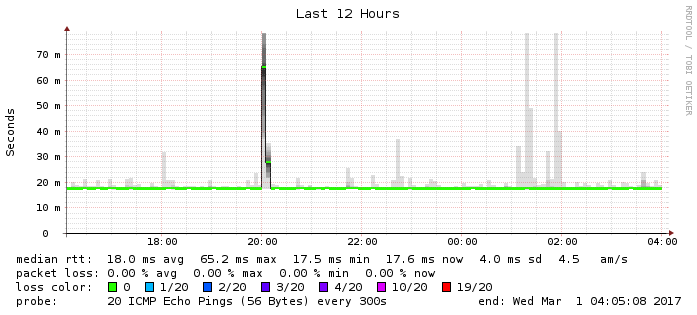 Last 12 Hours
RRDTOOL / TOBI OETIKER
Seconds
70 m
60 m
50 m
40 m
30 m
20 m
10 m
0
18:00 20:00 22:00 00:00 02:00 04:00
median rtt: 18.0 ms avg 65.2 ms max 17.5 ms min 17.6 ms now 4.0 ms sd 4.5 am/s
packet loss: 0.00 % avg 0.00 % max 0.00 % min 0.00 % now
loss color: 0 1/20 2/20 3/20 4/20 10/20 19/20
probe: 20 ICMP Echo Pings (56 Bytes) every 300s end: Wed Mar 1 04:05:08 2017